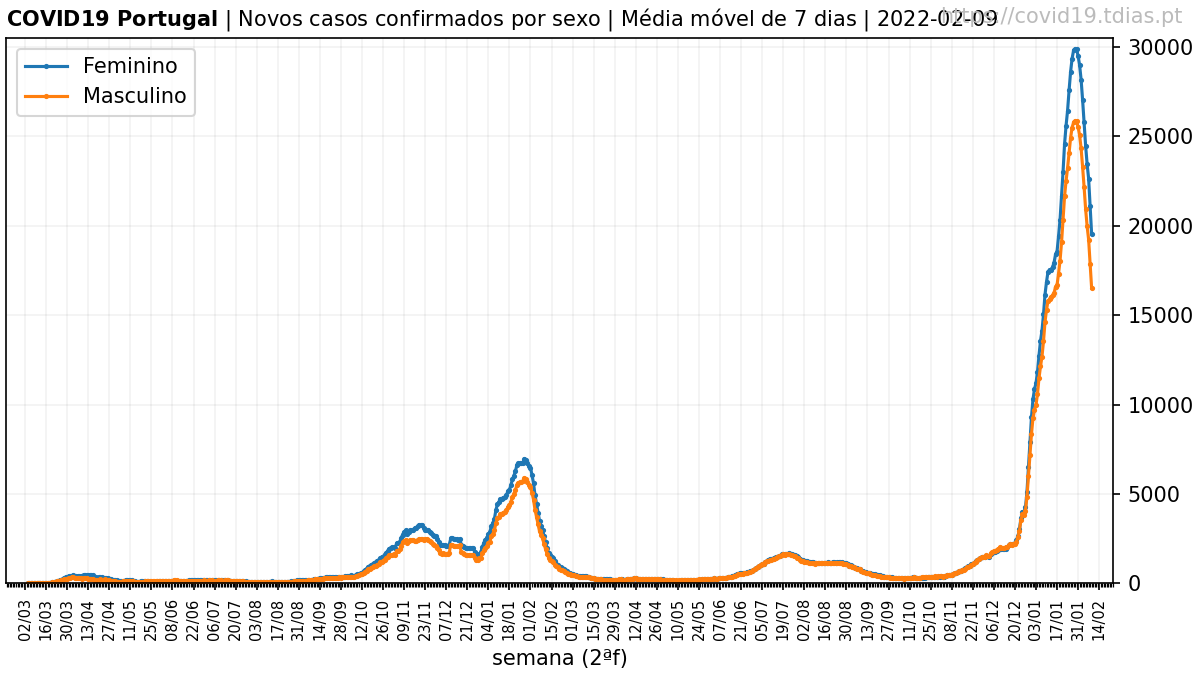 COVID19 Portugal | Novos casos confirmados por sexo | Média móvel de 7 dias | 2022-02-09
https://covid19.tdias.pt
Feminino
Masculino
30000
25000
20000
15000
10000
5000
0
02/03 16/03 30/03 13/04 27/04 11/05 25/05 08/06 22/06 06/07 20/07 03/08 17/08 31/08 14/09 28/09 12/10 26/10 09/11 23/11 07/12 21/12 04/01 18/01 01/02 15/02 01/03 15/03 29/03 12/04 26/04 10/05 24/05 07/06 21/06 05/07 19/07 02/08 16/08 30/08 13/09 27/09 11/10 25/10 08/11 22/11 06/12 20/12 03/01 17/01 31/01 14/02
semana (2ªf)